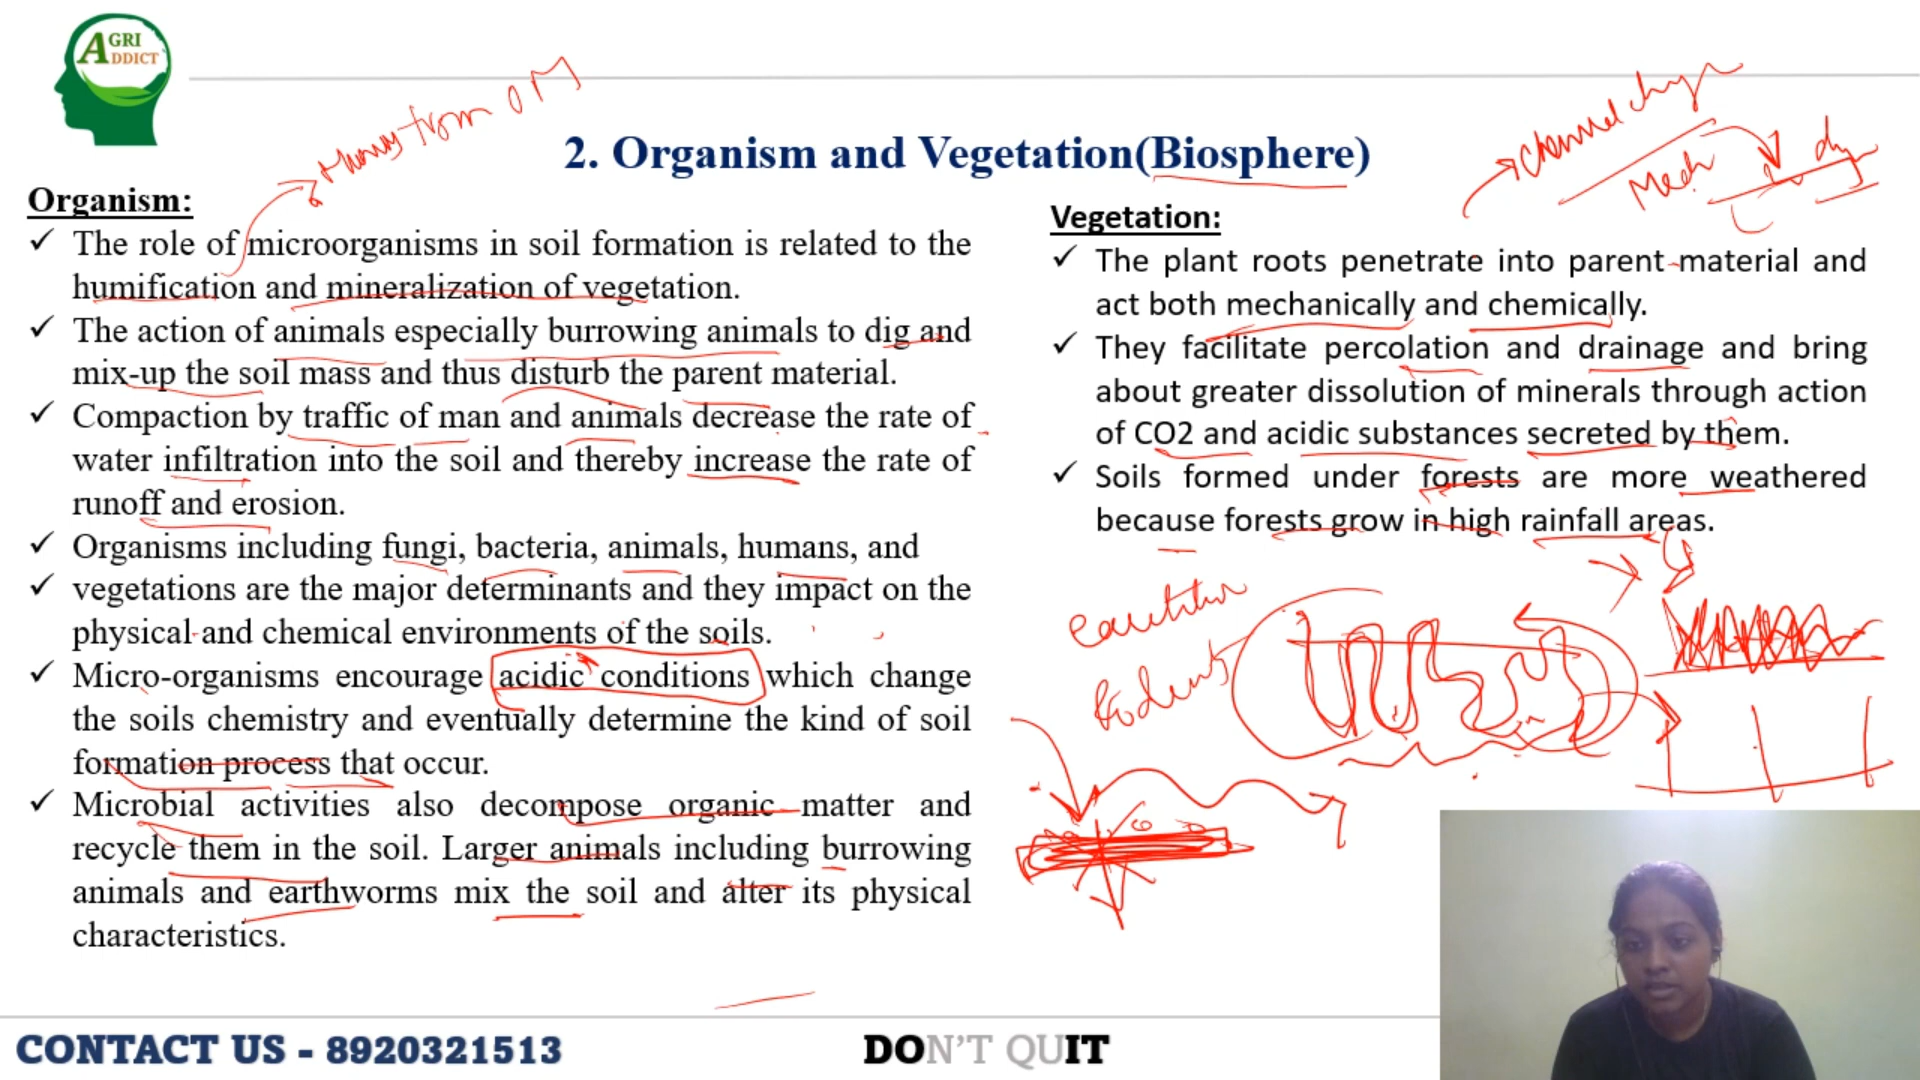 AGRI
ADDICT
2. Organism and Vegetation(Biosphere)
Organism:
✓ The role of microorganisms in soil formation is related to the
humification and mineralization of vegetation.
✓ The action of animals especially burrowing animals to dig and
mix-up the soil mass and thus disturb the parent material.
✓ Compaction by traffic of man and animals decrease the rate of
water infiltration into the soil and thereby increase the rate of
runoff and erosion.
✓ Organisms including fungi, bacteria, animals, humans, and
✓ vegetations are the major determinants and they impact on the
physical and chemical environments of the soils.
✓ Micro-organisms encourage acidic conditions which change
the soils chemistry and eventually determine the kind of soil
formation process that occur.
✓ Microbial activities also decompose organic matter and
recycle them in the soil. Larger animals including burrowing
animals and earthworms mix the soil and alter its physical
characteristics.
from OM
Vegetation:
✓ The plant roots penetrate into parent material and
act both mechanically and chemically.
✓ They facilitate percolation and drainage and bring
about greater dissolution of minerals through action
of CO2 and acidic substances secreted by them.
✓ Soils formed under forests are more weathered
because forests grow in high rainfall areas.
Mech
CONTACT US - 8920321513
DON'T QUIT